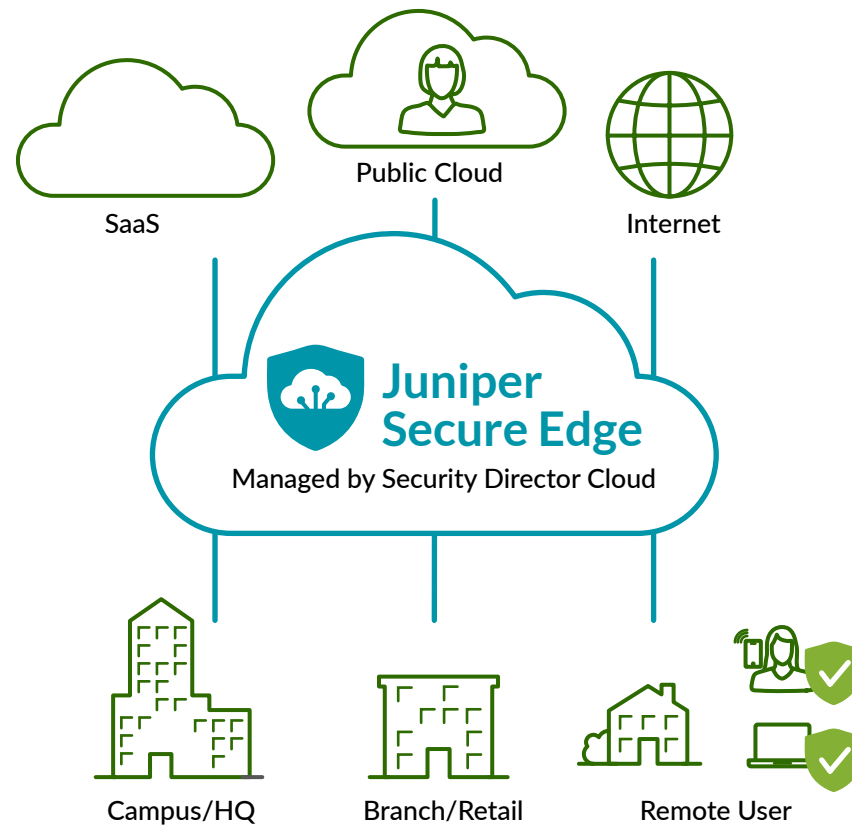 Public Cloud
SaaS
Internet
Juniper
Secure Edge
Managed by Security Director Cloud
Campus/HQ
Branch/Retail
Remote User